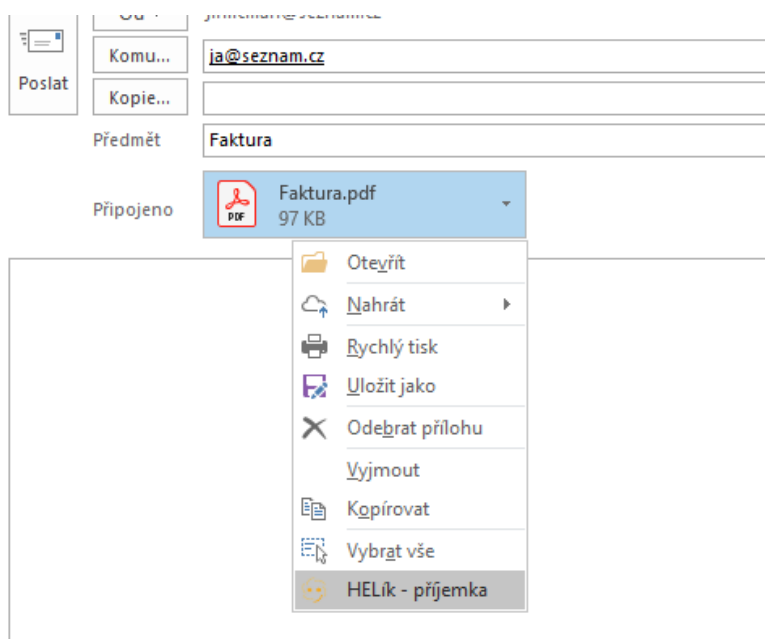 Komu...
ja@seznam.cz
Poslat
Kopie...
Předmět
Faktura
Připojeno
PDF
Faktura.pdf
97 KB
Otevřít
Nahrát
Rychlý tisk
Uložit jako
Odebrat přílohu
Vyjmout
Kopírovat
Vybrat vše
HELík - příjemka